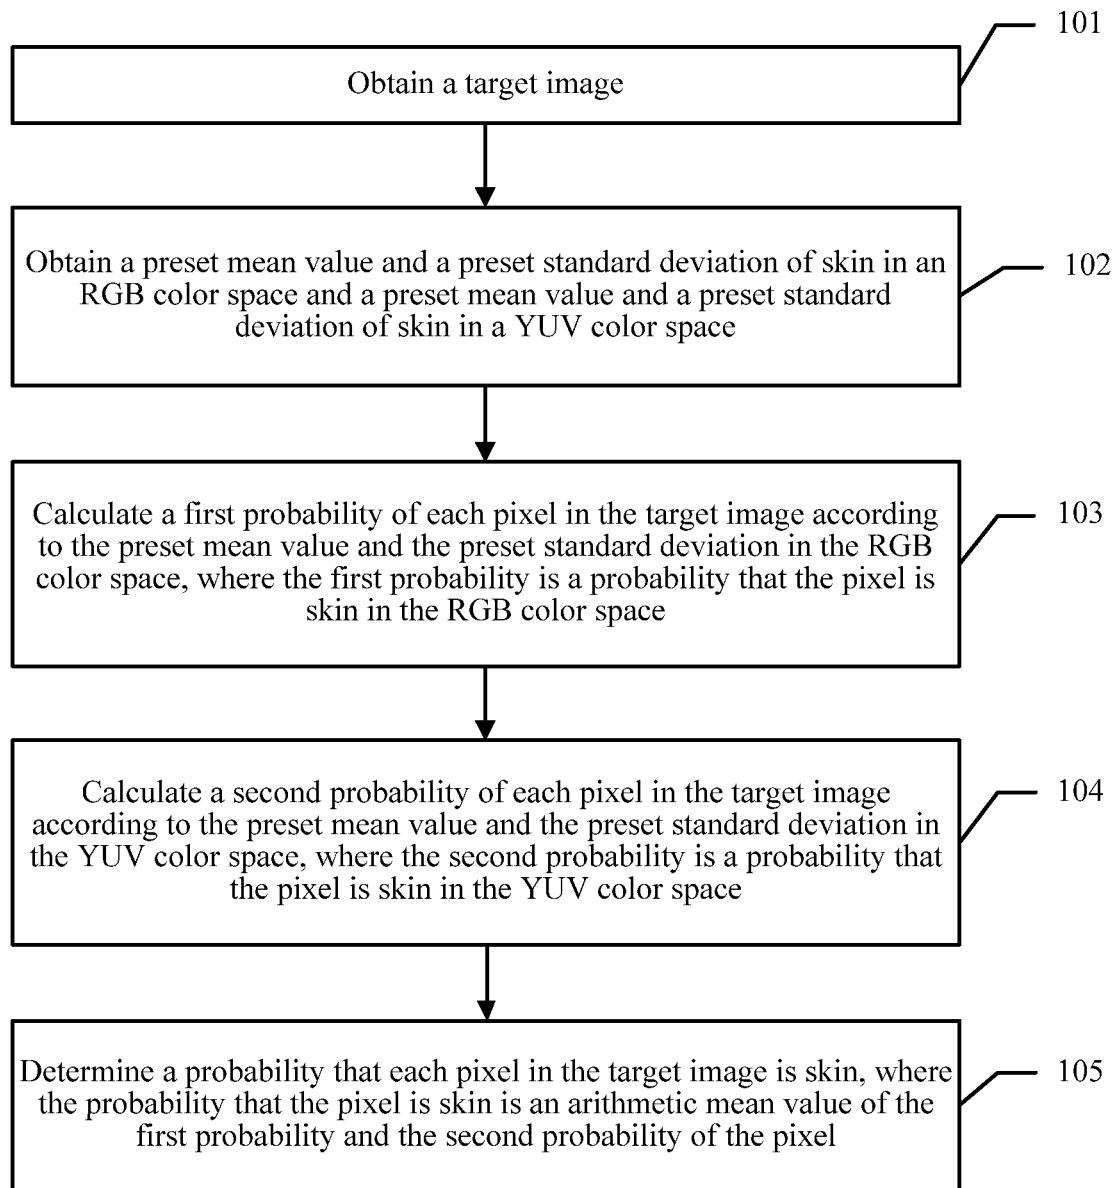 101
Obtain a target image
Obtain a preset mean value and a preset standard deviation of skin in an
RGB color space and a preset mean value and a preset standard
deviation of skin in a YUV color space
102
Calculate a first probability of each pixel in the target image according
to the preset mean value and the preset standard deviation in the RGB
color space, where the first probability is a probability that the pixel is
skin in the RGB color space
103
Calculate a second probability of each pixel in the target image
according to the preset mean value and the preset standard deviation in
the YUV color space, where the second probability is a probability that
the pixel is skin in the YUV color space
104
Determine a probability that each pixel in the target image is skin, where
the probability that the pixel is skin is an arithmetic mean value of the
first probability and the second probability of the pixel
105